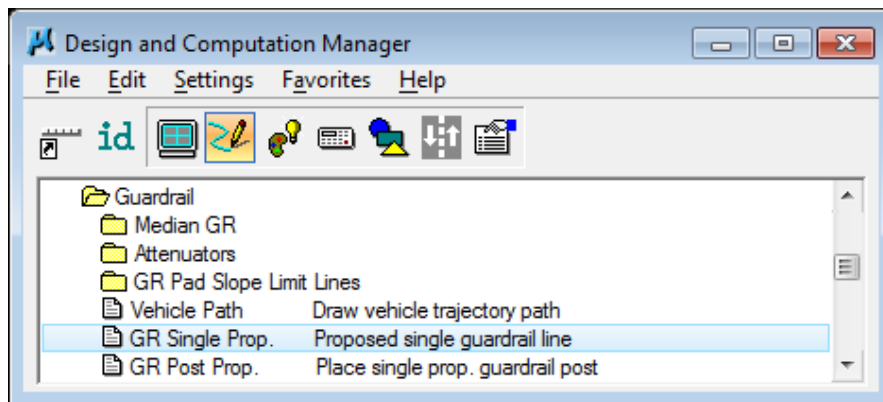 Design and Computation Manager
File Edit Settings Favorites Help
id
Guardrail
Median GR
Attenuators
GR Pad Slope Limit Lines
Vehicle Path Draw vehicle trajectory path
GR Single Prop. Proposed single guardrail line
GR Post Prop. Place single prop. guardrail post